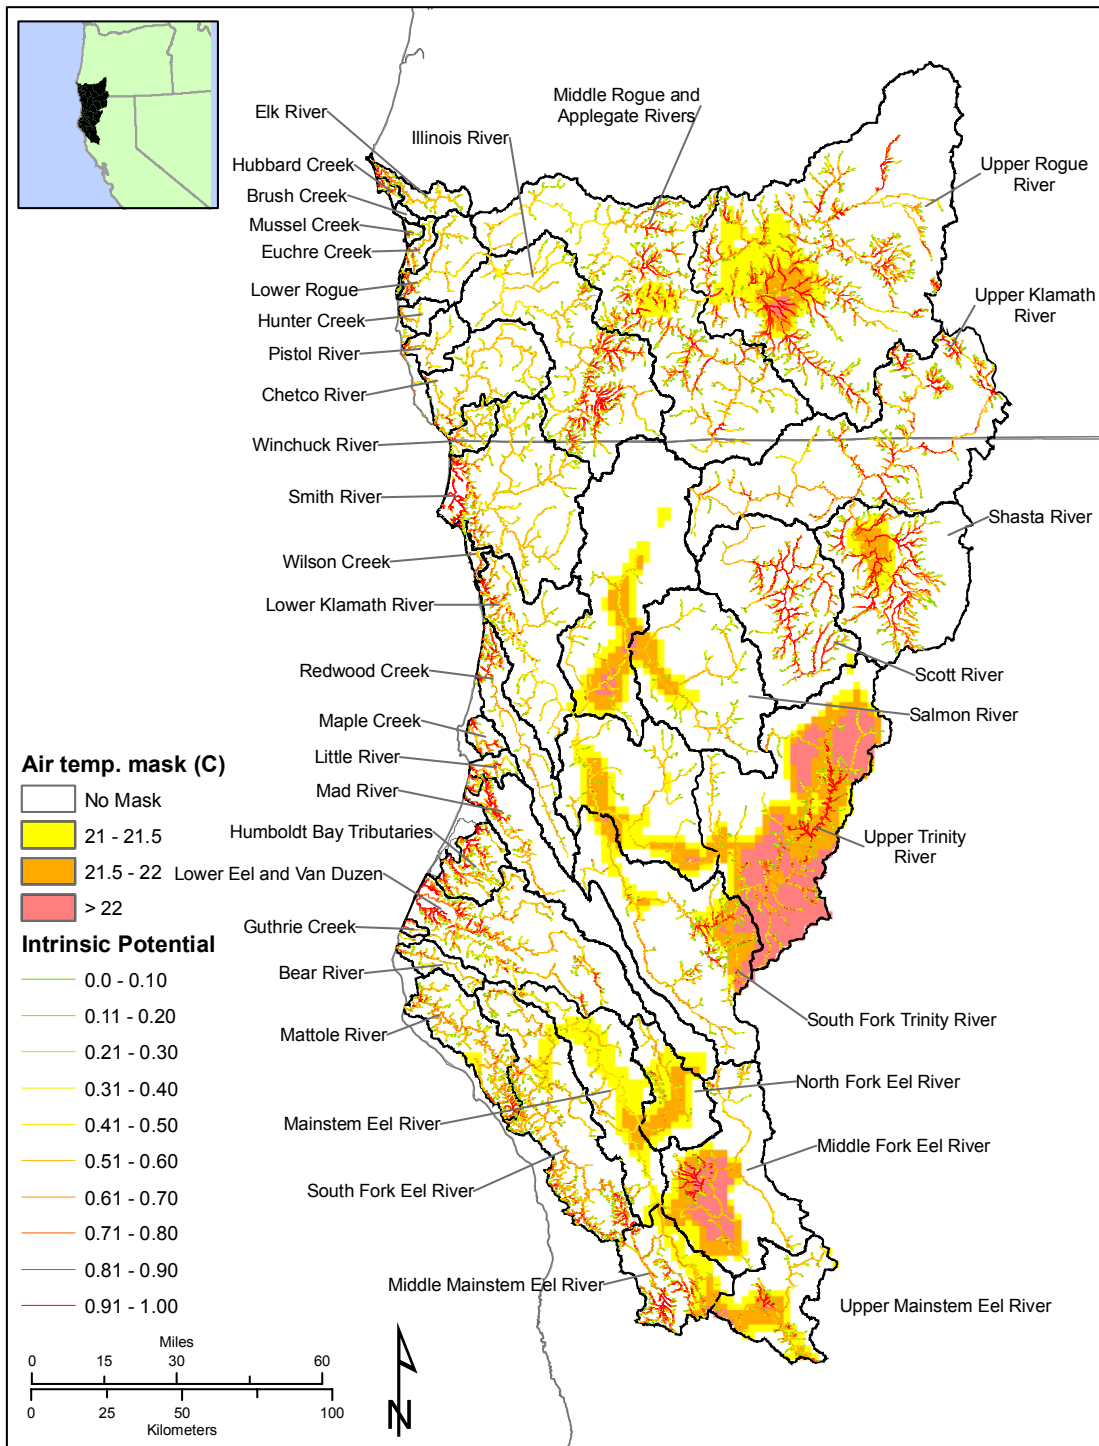 Elk River
Hubbard Creek
Brush Creek
Mussel Creek
Euchre Creek
Lower Rogue
Hunter Creek
Pistol River
Chetco River
Winchuck River
Smith River
Wilson Creek
Lower Klamath River
Redwood Creek
Maple Creek
Little River
Mad River
Humboldt Bay Tributaries
Lower Eel and Van Duzen
Guthrie Creek
Bear River
Mattole River
Mainstem Eel River
South Fork Eel River
Middle Mainstem Eel River
Illinois River
Middle Rogue and
Applegate Rivers
Upper Rogue
River
Upper Klamath
River
Shasta River
Scott River
Salmon River
Upper Trinity
River
South Fork Trinity River
North Fork Eel River
Middle Fork Eel River
Upper Mainstem Eel River
Air temp. mask (C)
No Mask
21 - 21.5
21.5 - 22
> 22
Intrinsic Potential
0.0 - 0.10
0.11 - 0.20
0.21 - 0.30
0.31 - 0.40
0.41 - 0.50
0.51 - 0.60
0.61 - 0.70
0.71 - 0.80
0.81 - 0.90
0.91 - 1.00
Miles
0 15 30 60
0 25 50 100
Kilometers
N